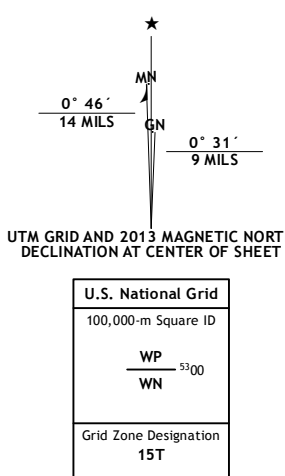 ★
MN
0° 46´
14 MILS
GN
0° 31´
9 MILS
UTM GRID AND 2013 MAGNETIC NORT
DECLINATION AT CENTER OF SHEET
U.S. National Grid
100,000-m Square ID
WP
5300
WN
Grid Zone Designation
15T